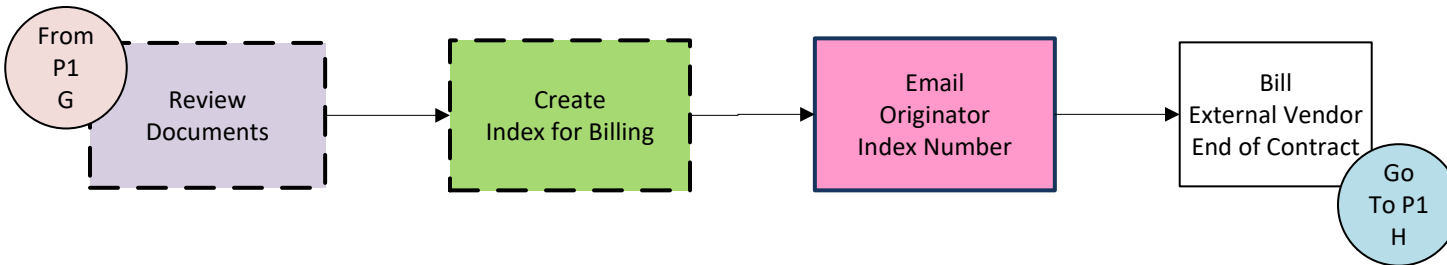 From
P1
G
Review
Documents
Create
Index for Billing
Email
Originator
Index Number
Bill
External Vendor
End of Contract
Go
To P1
H